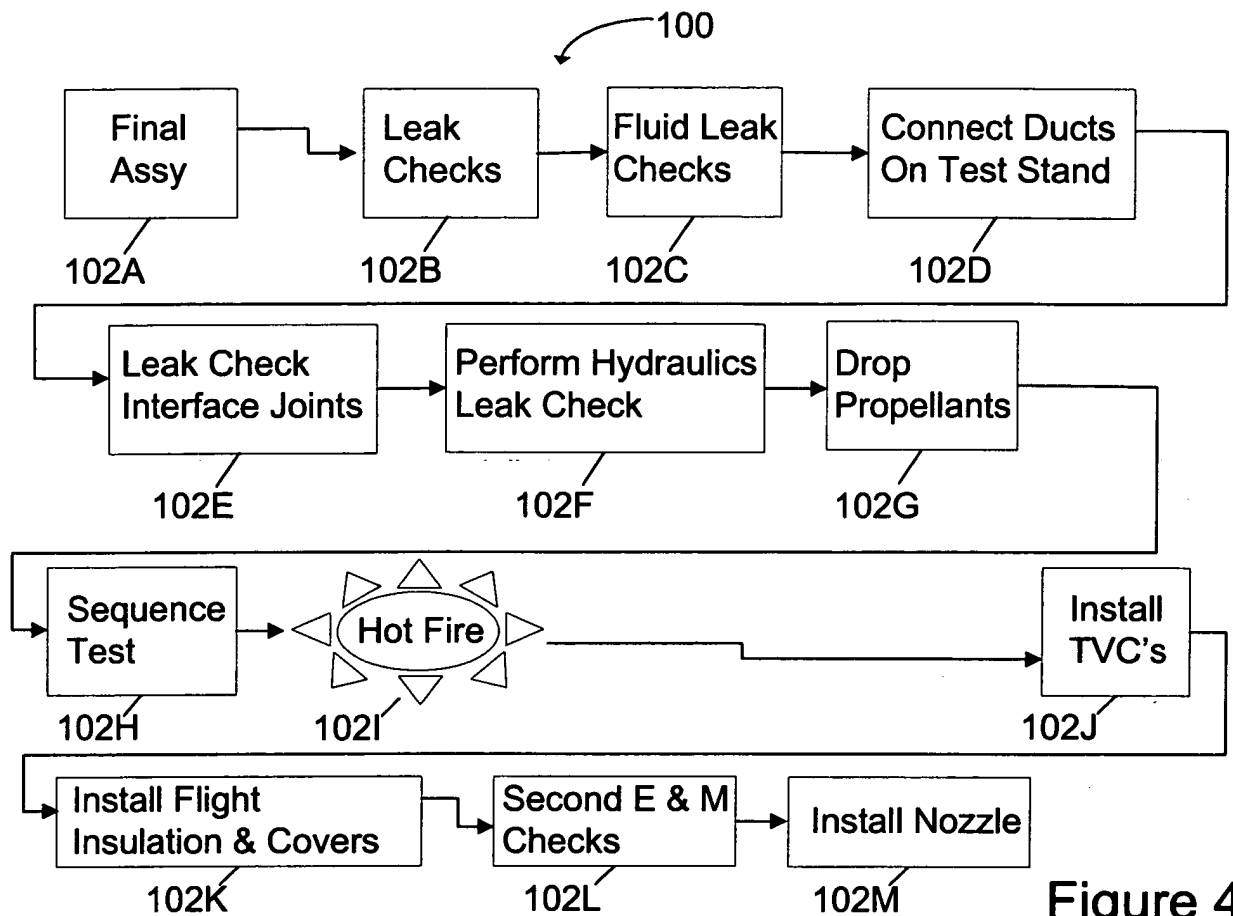 100
Final
Assy
Leak
Checks
Fluid Leak
Checks
Connect Ducts
On Test Stand
102A
102B
102C
102D
Leak Check
Interface Joints
Perform Hydraulics
Leak Check
Drop
Propellants
102E
102F
102G
Sequence
Test
Hot Fire
Install
TVC's
102H
102I
102J
Install Flight
Insulation & Covers
Second E & M
Checks
Install Nozzle
102K
102L
102M
Figure 4